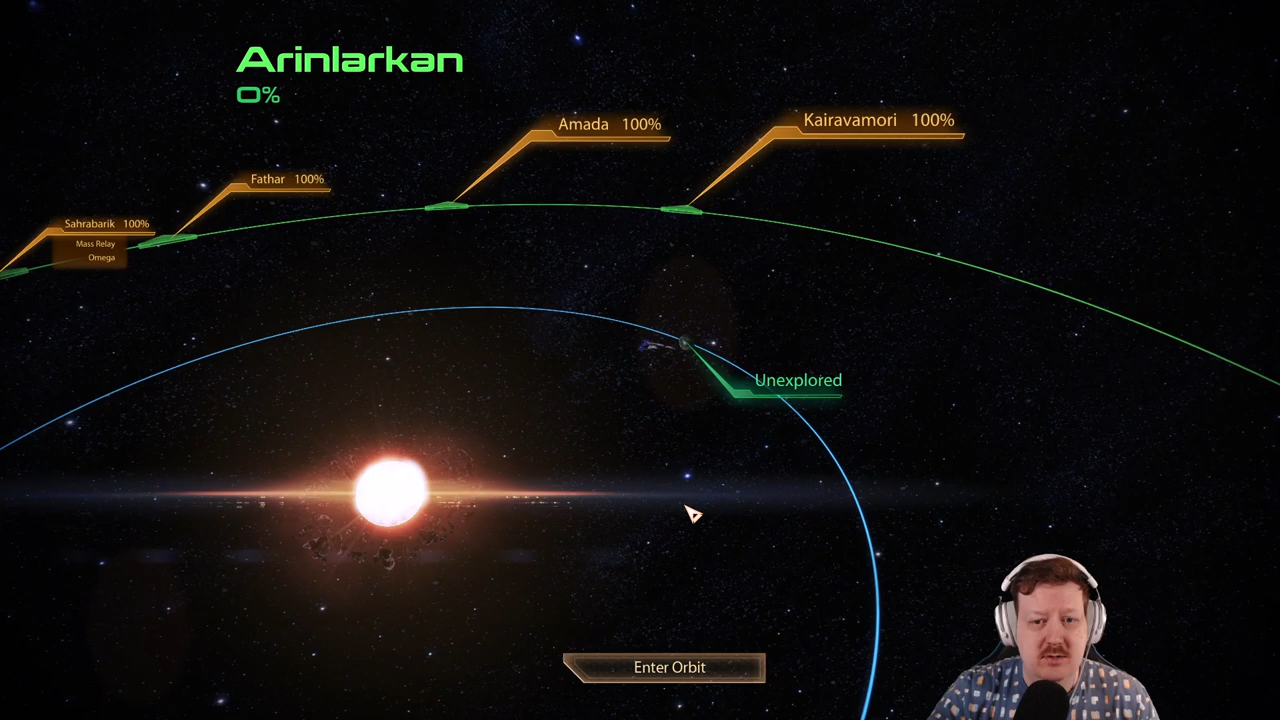 Arinlarkan
0%
Amada 100%
Kairavamori 100%
Fathar 100%
Sahrabarik 100%
Mass Relay
Omega
Unexplored
Enter Orbit